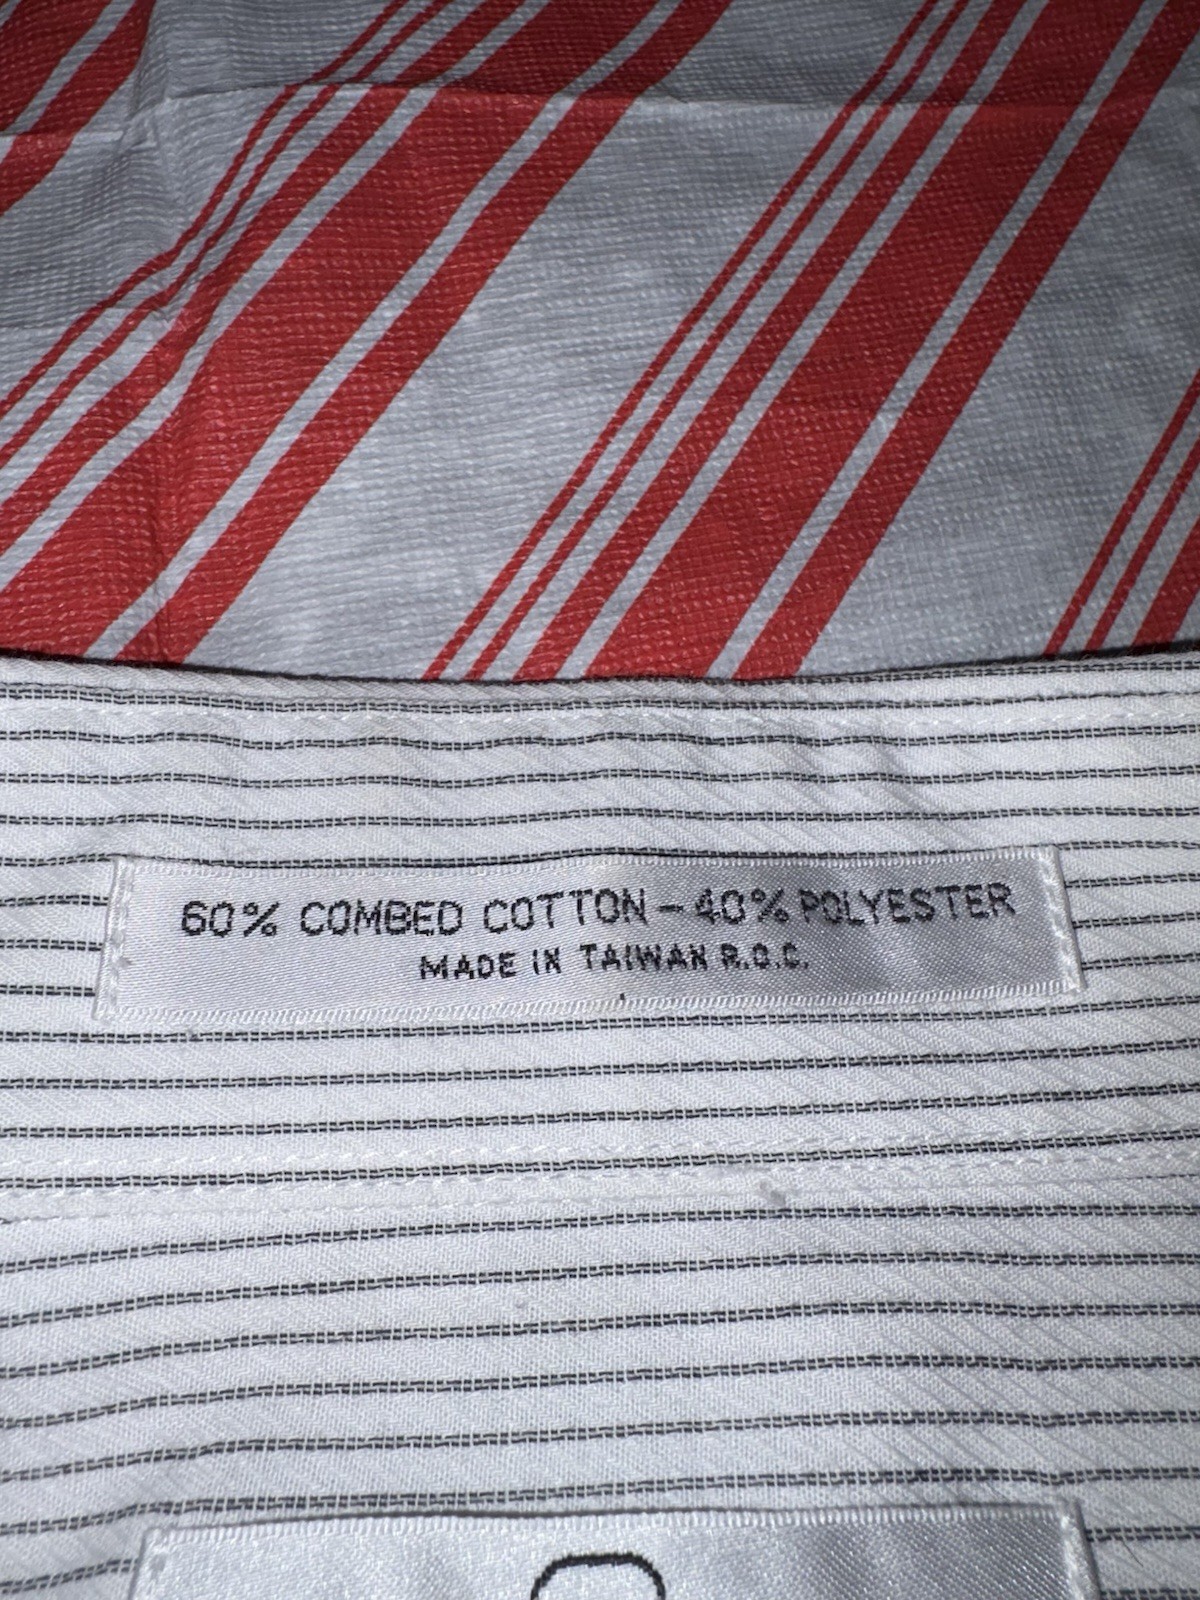 60% COMBED COTTON – 40% POLYESTER
MADE IN TAIWAN R.O.C.